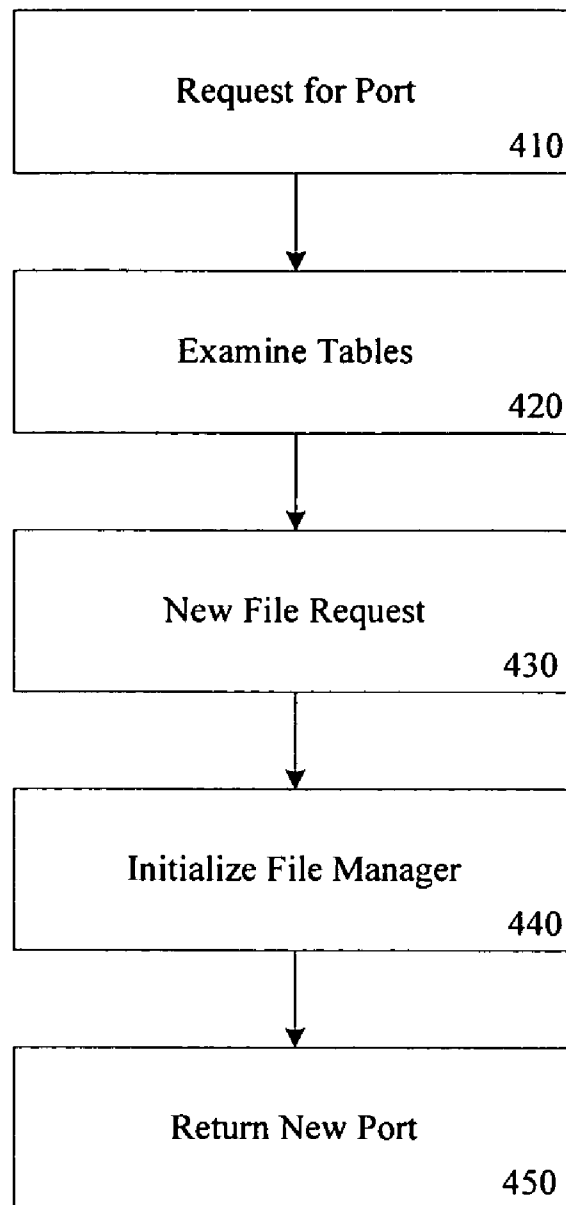 Request for Port
410
Examine Tables
420
New File Request
430
Initialize File Manager
440
Return New Port
450